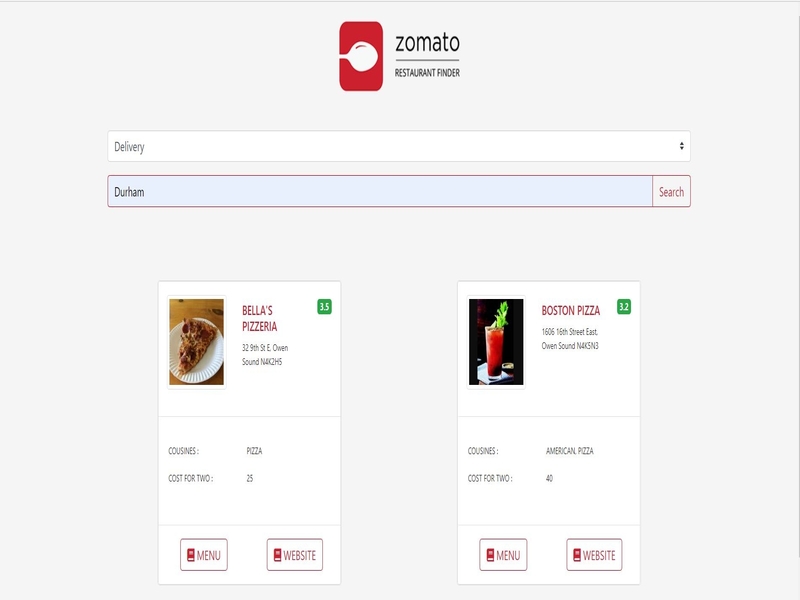 zomato
RESTAURANT FINDER
Delivery
Durham
Search
BELLA'S
PIZZERIA
3.5
32 9th St E, Owen
Sound N4K2H5
COUSINES :
PIZZA
COST FOR TWO :
25
MENU
WEBSITE
BOSTON PIZZA
3.2
1606 16th Street East,
Owen Sound N4K5N3
COUSINES :
AMERICAN, PIZZA
COST FOR TWO :
40
MENU
WEBSITE